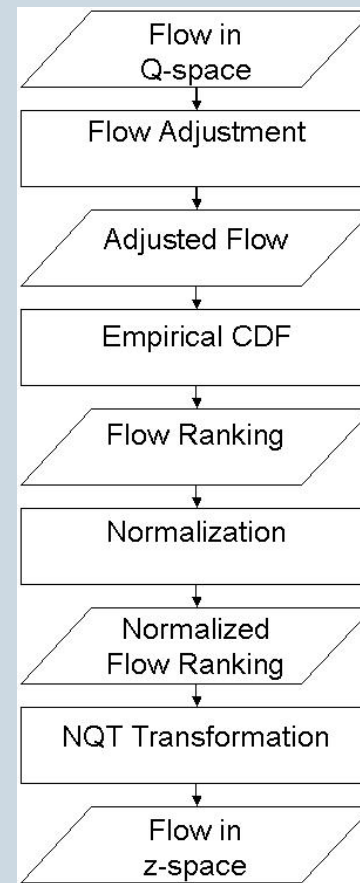 Flow in
Q-space
Flow Adjustment
Adjusted Flow
Empirical CDF
Flow Ranking
Normalization
Normalized
Flow Ranking
NQT Transformation
Flow in
z-space